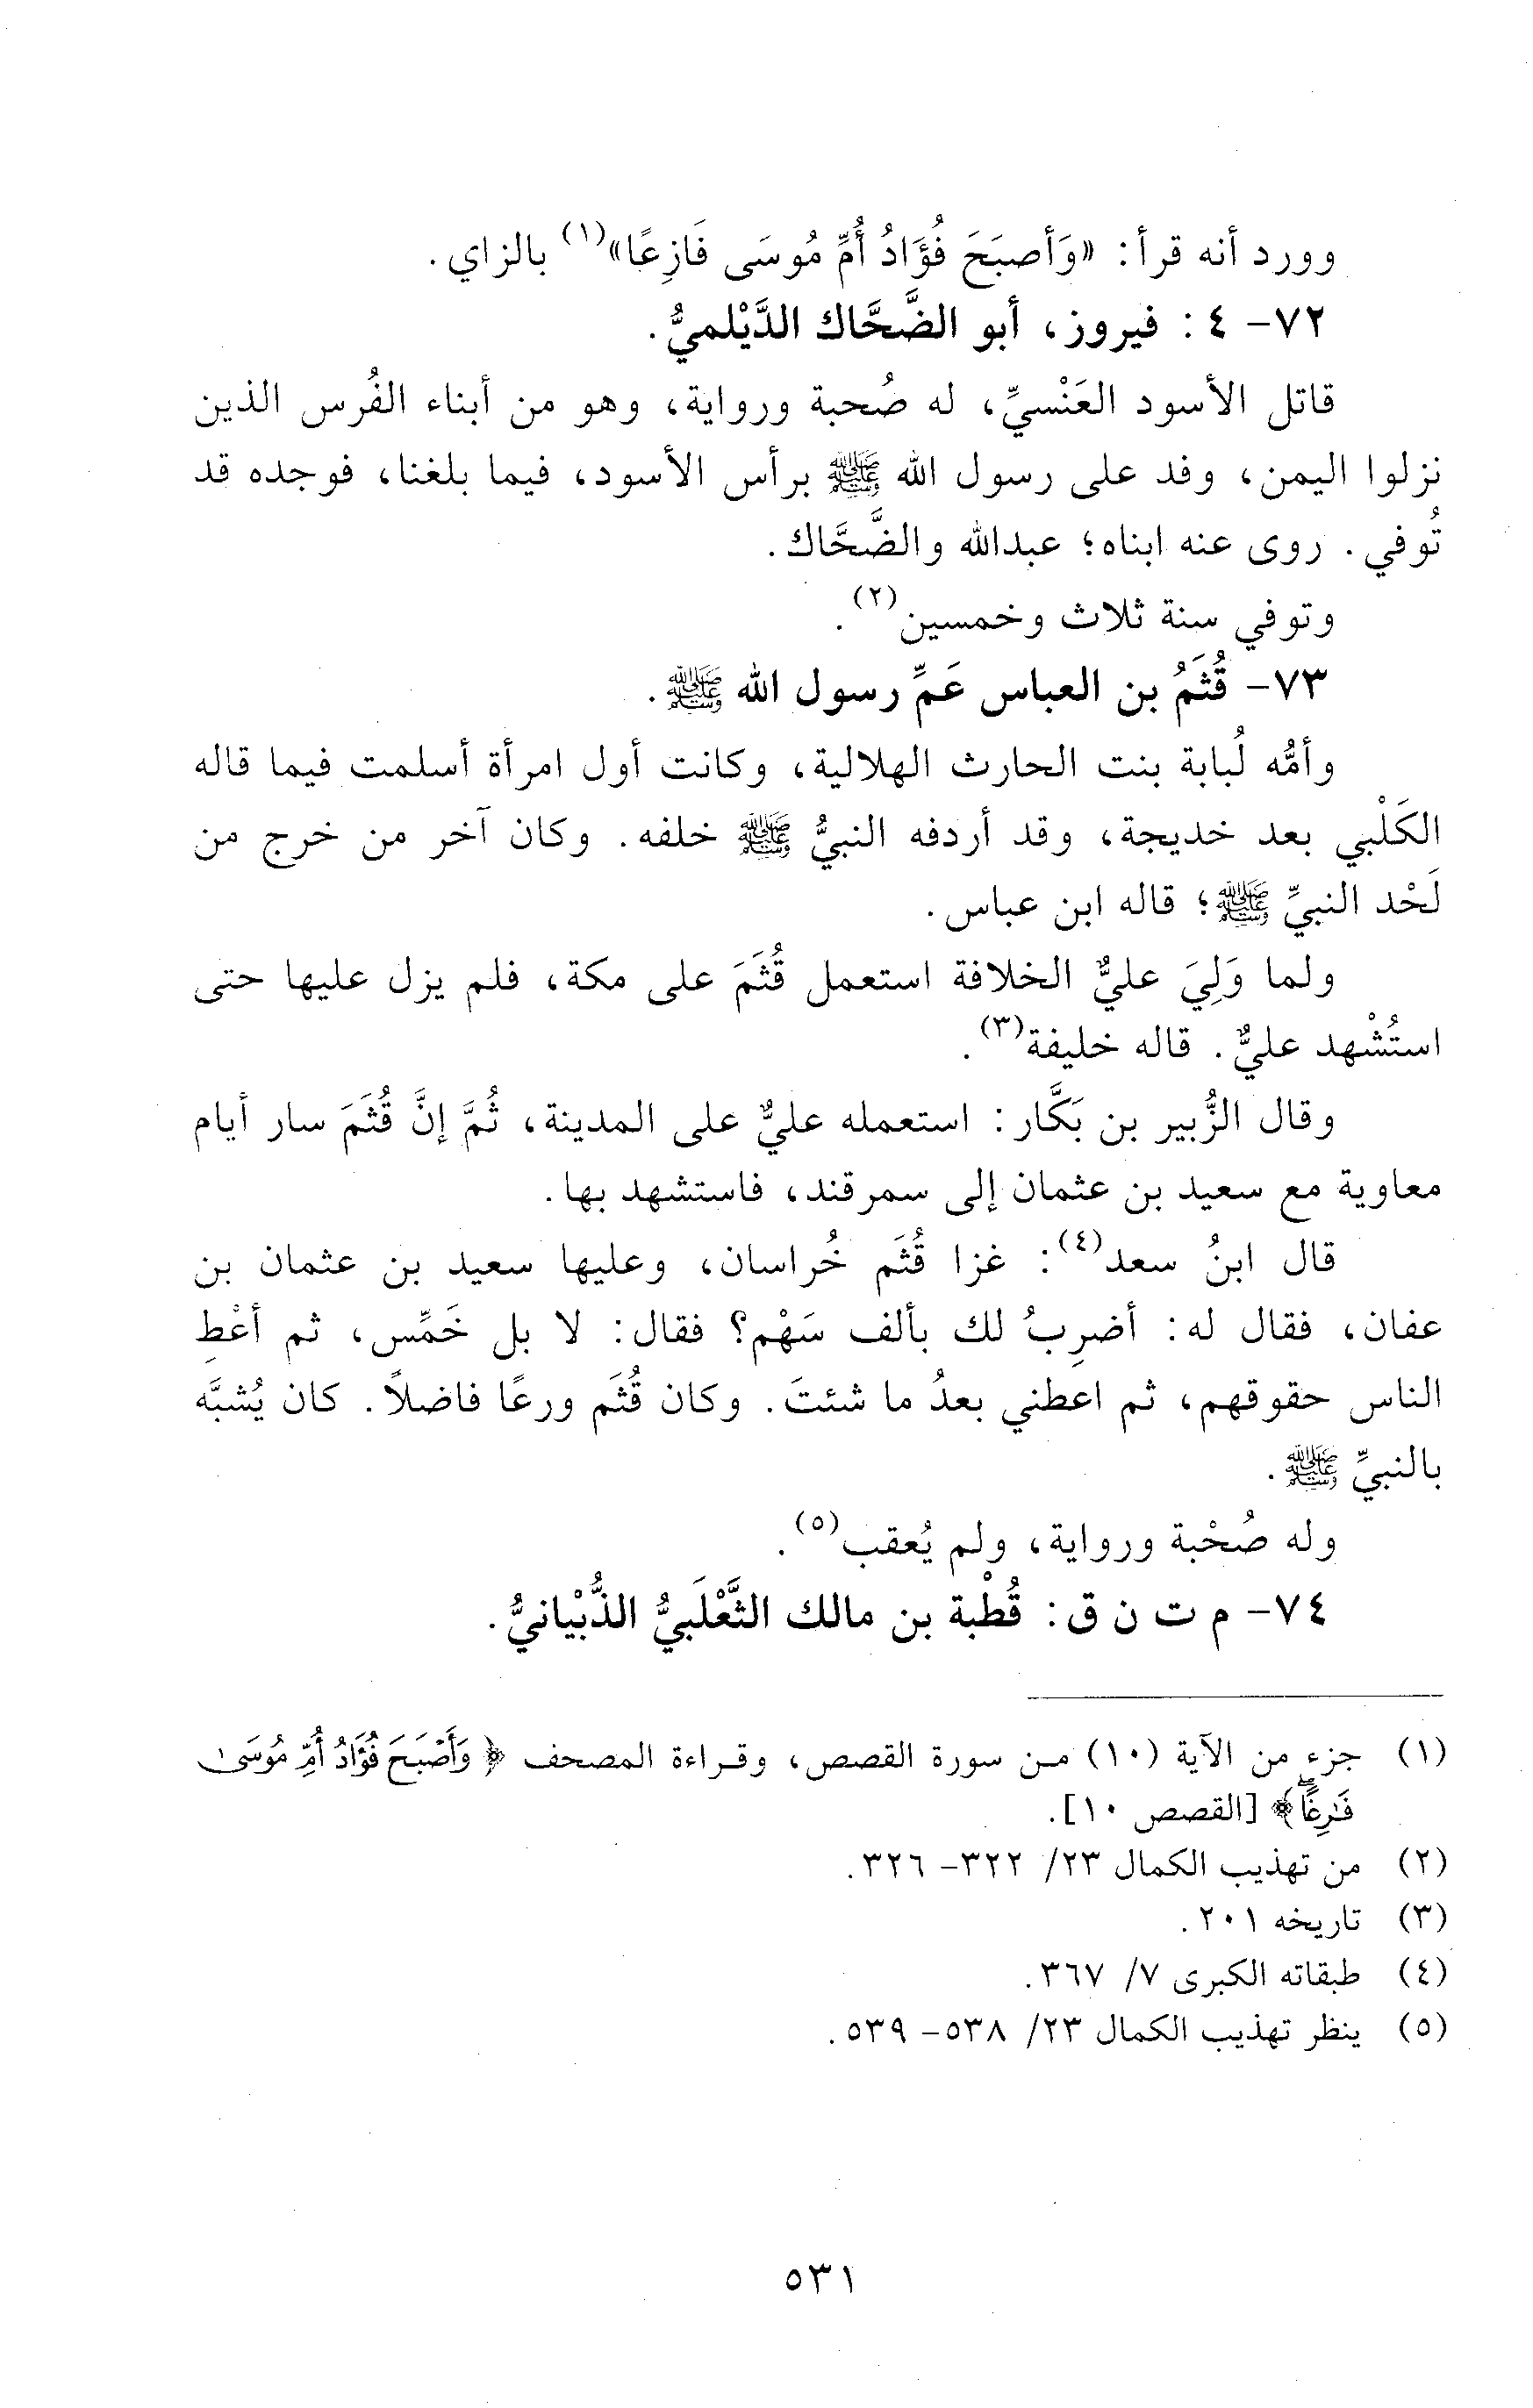 وورد أنه قرأ: «وَأصبَحَ فُؤَادُ أُمِّ مُوسَى فَازِعًا»(١) بالزاي.
٧٢- ٤: فيروز، أبو الضَّحَّاك الدَّيْلميُّ.
قاتل الأسود العَنْسيِّ، له صُحبة ورواية، وهو من أبناء الفُرس الذين
نزلوا اليمن، وفد على رسول الله ﷺ برأس الأسود، فيما بلغنا، فوجده قد
تُوفي. روى عنه ابناه؛ عبدالله والضَّحَّاك.
وتوفي سنة ثلاث وخمسين(٢).
٧٣- قُثَمُ بن العباس عَمِّ رسول الله ﷺ.
وأمُّه لُبابة بنت الحارث الهلالية، وكانت أول امرأة أسلمت فيما قاله
الكَلْبي بعد خديجة، وقد أردفه النبيُّ ﷺ خلفه. وكان آخر من خرج من
لَحْد النبيِّ ﷺ؛ قاله ابن عباس.
ولما وَلِيَ عليٌّ الخلافة استعمل قُثَمَ على مكة، فلم يزل عليها حتى
استُشْهد عليٌّ. قاله خليفة(٣).
وقال الزُّبير بن بَكَّار: استعمله عليٌّ على المدينة، ثُمَّ إنَّ قُثَمَ سار أيام
معاوية مع سعيد بن عثمان إلى سمرقند، فاستشهد بها.
قال ابنُ سعد(٤): غزا قُثَم خُراسان، وعليها سعيد بن عثمان بن
عفان، فقال له: أضرِبُ لك بألف سَهْم؟ فقال: لا بل خَمِّس، ثم أعْطِ
الناس حقوقهم، ثم اعطني بعدُ ما شئتَ. وكان قُثَم ورعًا فاضلاً. كان يُشبَّه
بالنبيِّ ﷺ.
وله صُحْبة ورواية، ولم يُعقب(٥).
٧٤- م ت ن ق: قُطْبة بن مالك الثَّعْلَبيُّ الذُّبْيانيُّ.
(١) جزء من الآية (١٠) من سورة القصص، وقراءة المصحف ﴿وَأَصْبَحَ فُؤَادُ أُمِّ مُوسَىٰ
فَٰرِغًاۖ﴾ [القصص ١٠].
(٢) من تهذيب الكمال ٢٣/ ٣٢٢- ٣٢٦.
(٣) تاريخه ٢٠١.
(٤) طبقاته الكبرى ٧/ ٣٦٧.
(٥) ينظر تهذيب الكمال ٢٣/ ٥٣٨- ٥٣٩.
٥٣١